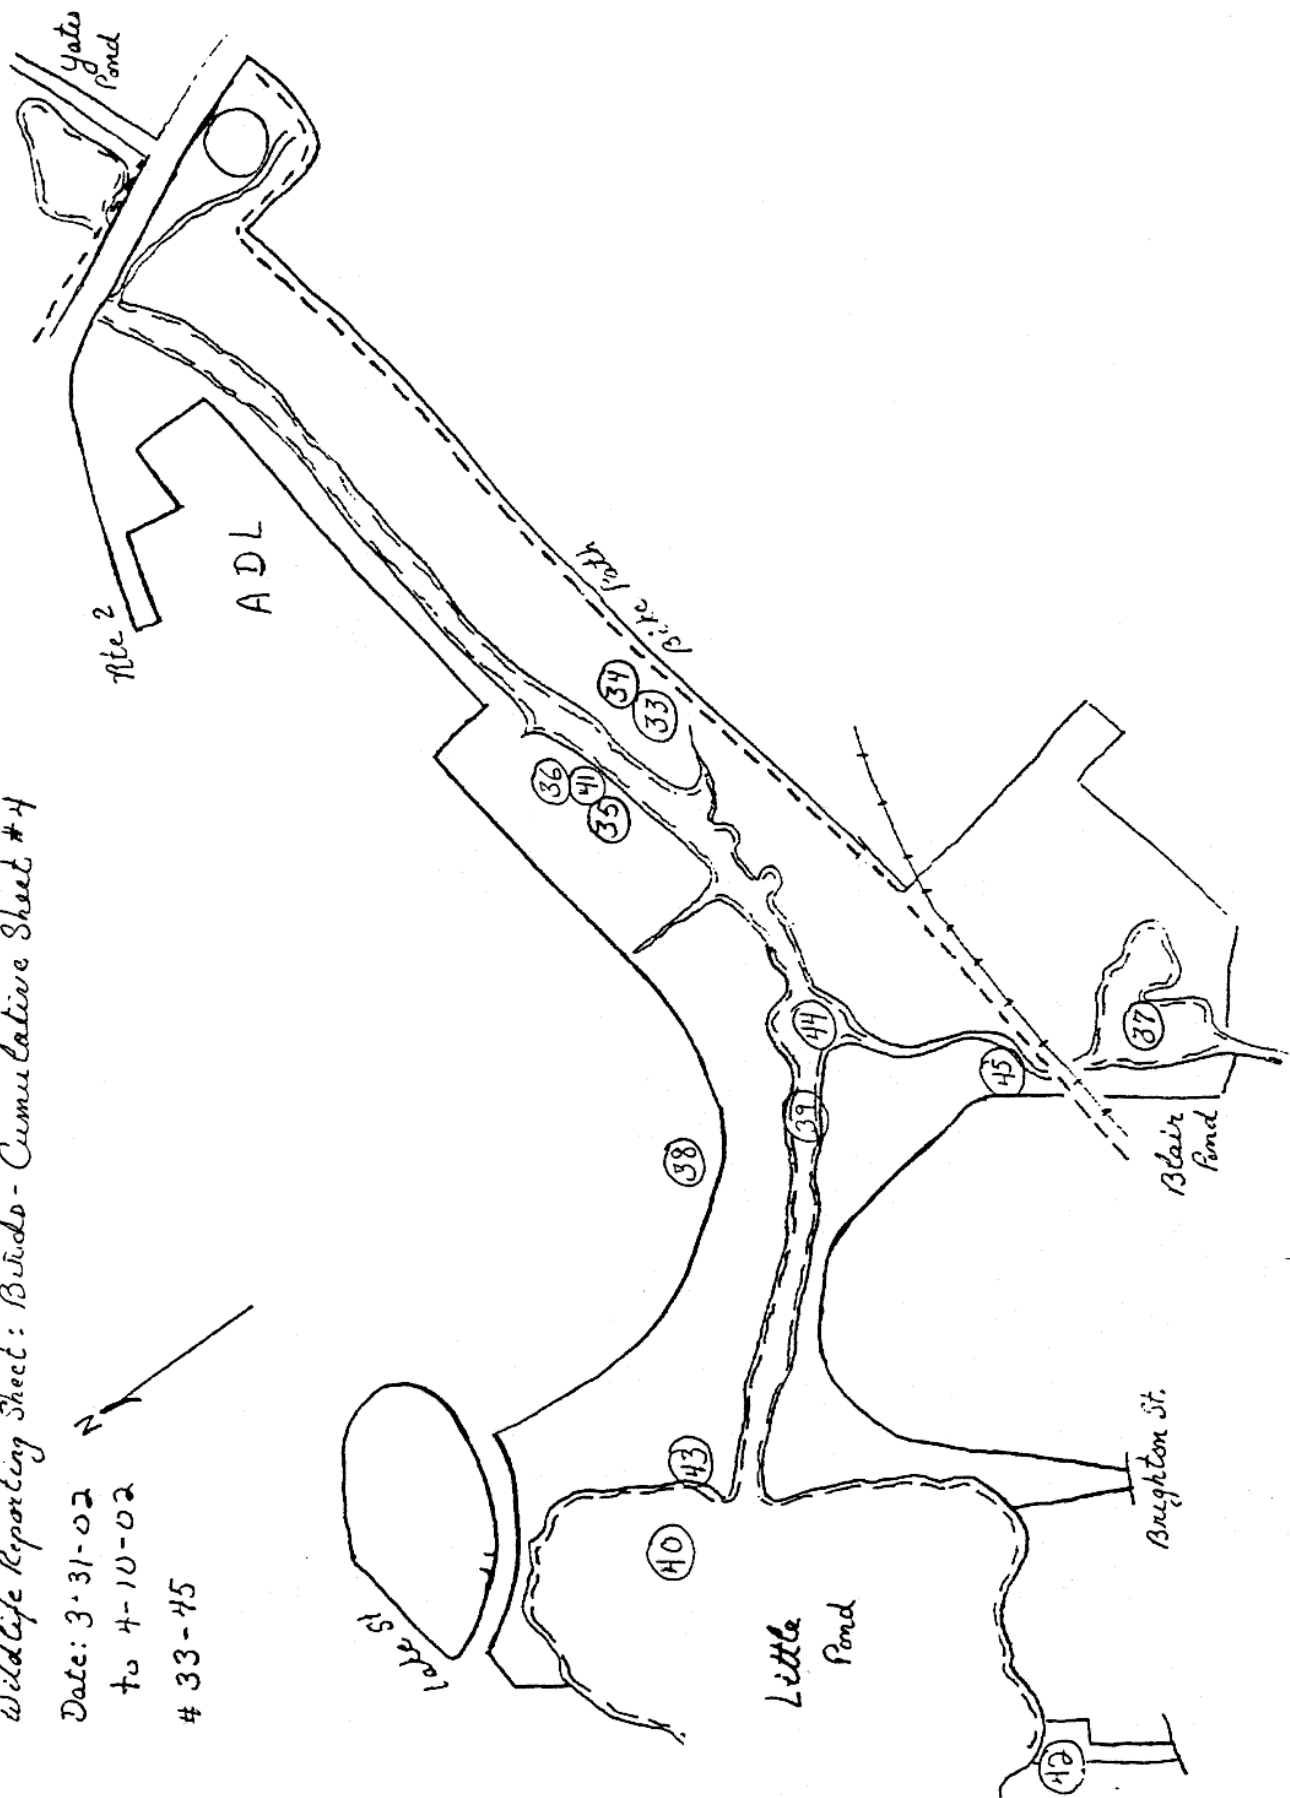 Wildlife Reporting Sheet: Birds - Cumulative Sheet #4
Date: 3-31-02
to 4-10-02
# 33-45
N
Lake St
Little
Pond
Rte 2
ADL
Yates
Pond
Bike Path
Blair
Pond
Brighton St.
36
41
35
34
33
38
39
44
45
37
43
40
42